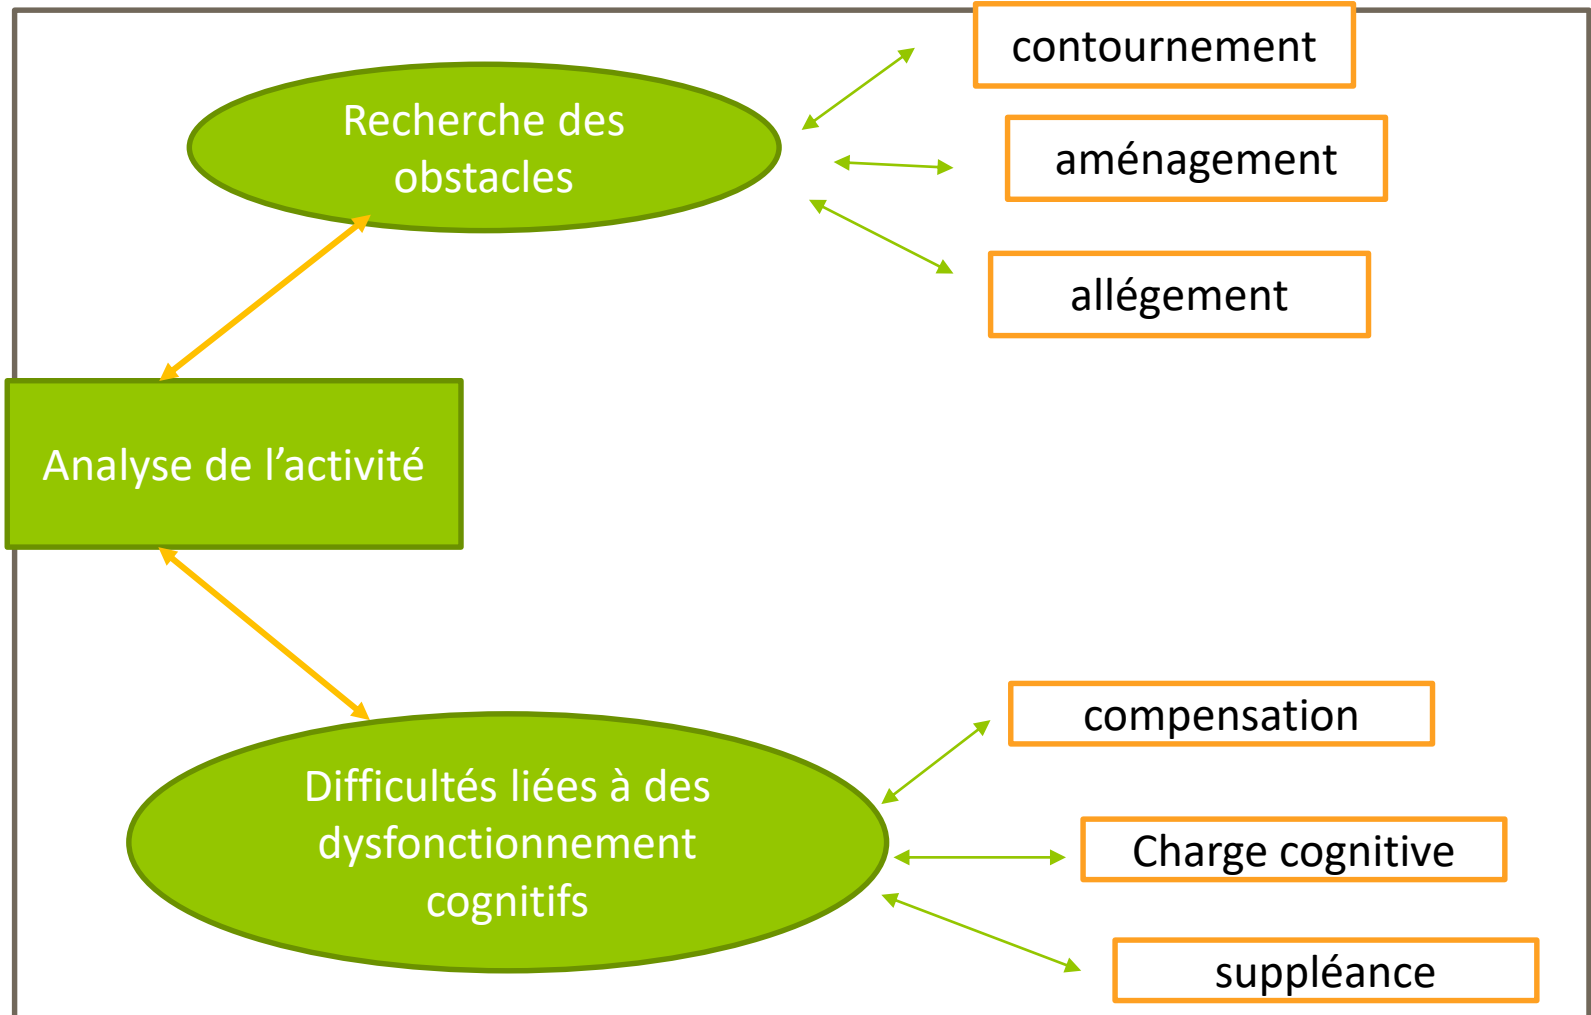 contournement
Recherche des
obstacles
aménagement
allégement
Analyse de l’activité
compensation
Difficultés liées à des
dysfonctionnement
cognitifs
Charge cognitive
suppléance